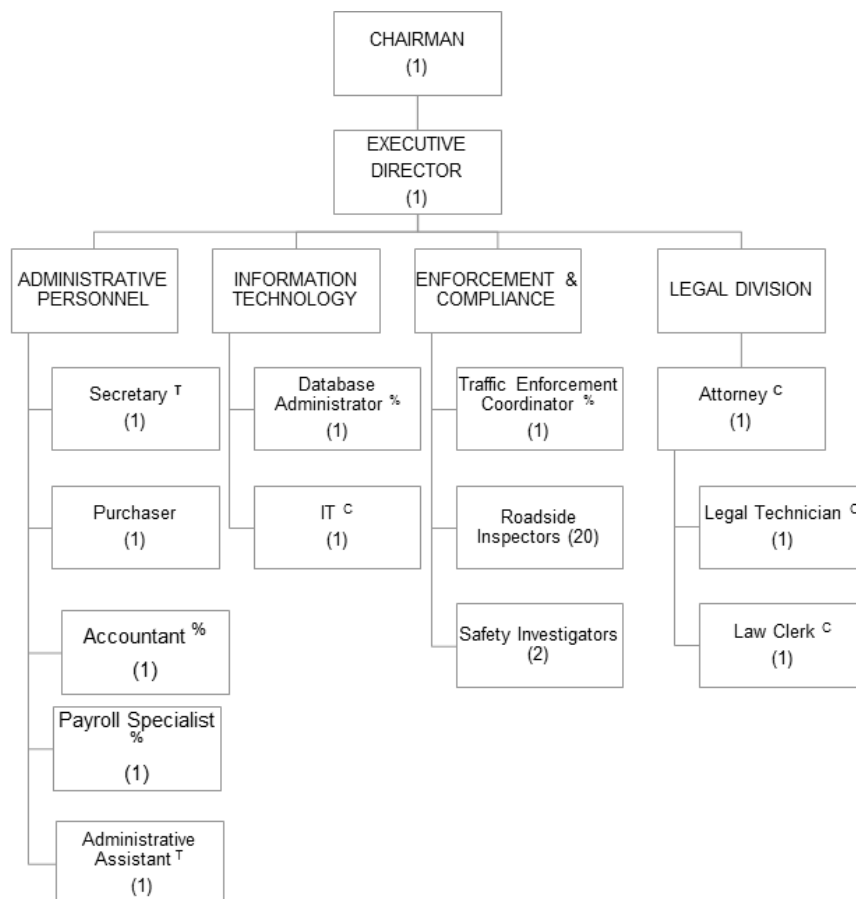 CHAIRMAN
(1)
EXECUTIVE
DIRECTOR
(1)
ADMINISTRATIVE
PERSONNEL
Secretary T
(1)
Purchaser
(1)
Accountant %
(1)
Payroll Specialist
%
(1)
Administrative
Assistant T
(1)
INFORMATION
TECHNOLOGY
Database
Administrator %
(1)
IT C
(1)
ENFORCEMENT &
COMPLIANCE
Traffic Enforcement
Coordinator %
(1)
Roadside
Inspectors (20)
Safety Investigators
(2)
LEGAL DIVISION
Attorney C
(1)
Legal Technician C
(1)
Law Clerk C
(1)